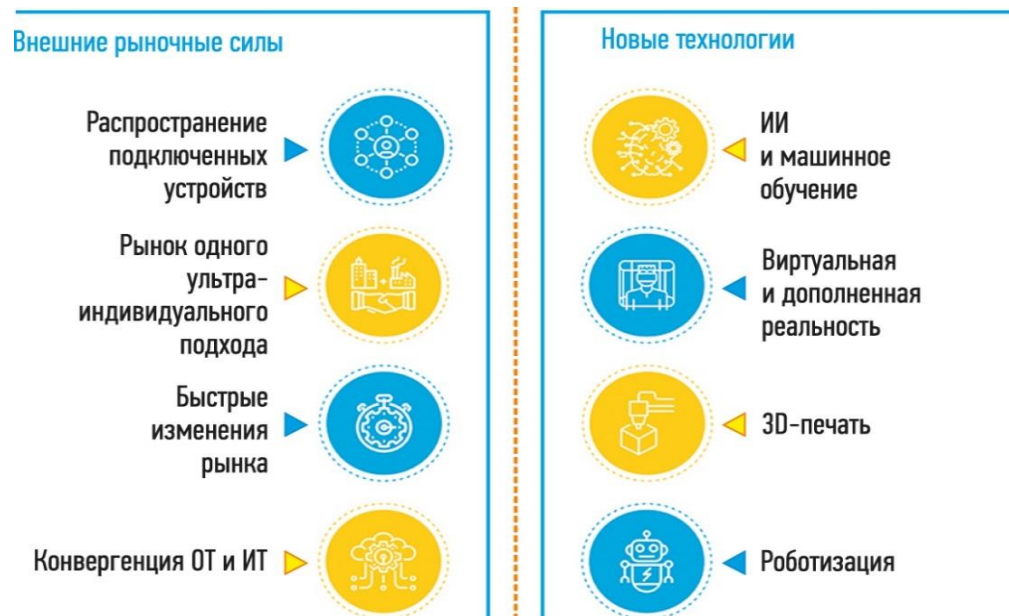 Внешние рыночные силы
Распространение
подключенных
устройств
Рынок одного
ультра-
индивидуального
подхода
Быстрые
изменения
рынка
Конвергенция ОТ и ИТ
Новые технологии
ИИ
и машинное
обучение
Виртуальная
и дополненная
реальность
3D-печать
Роботизация